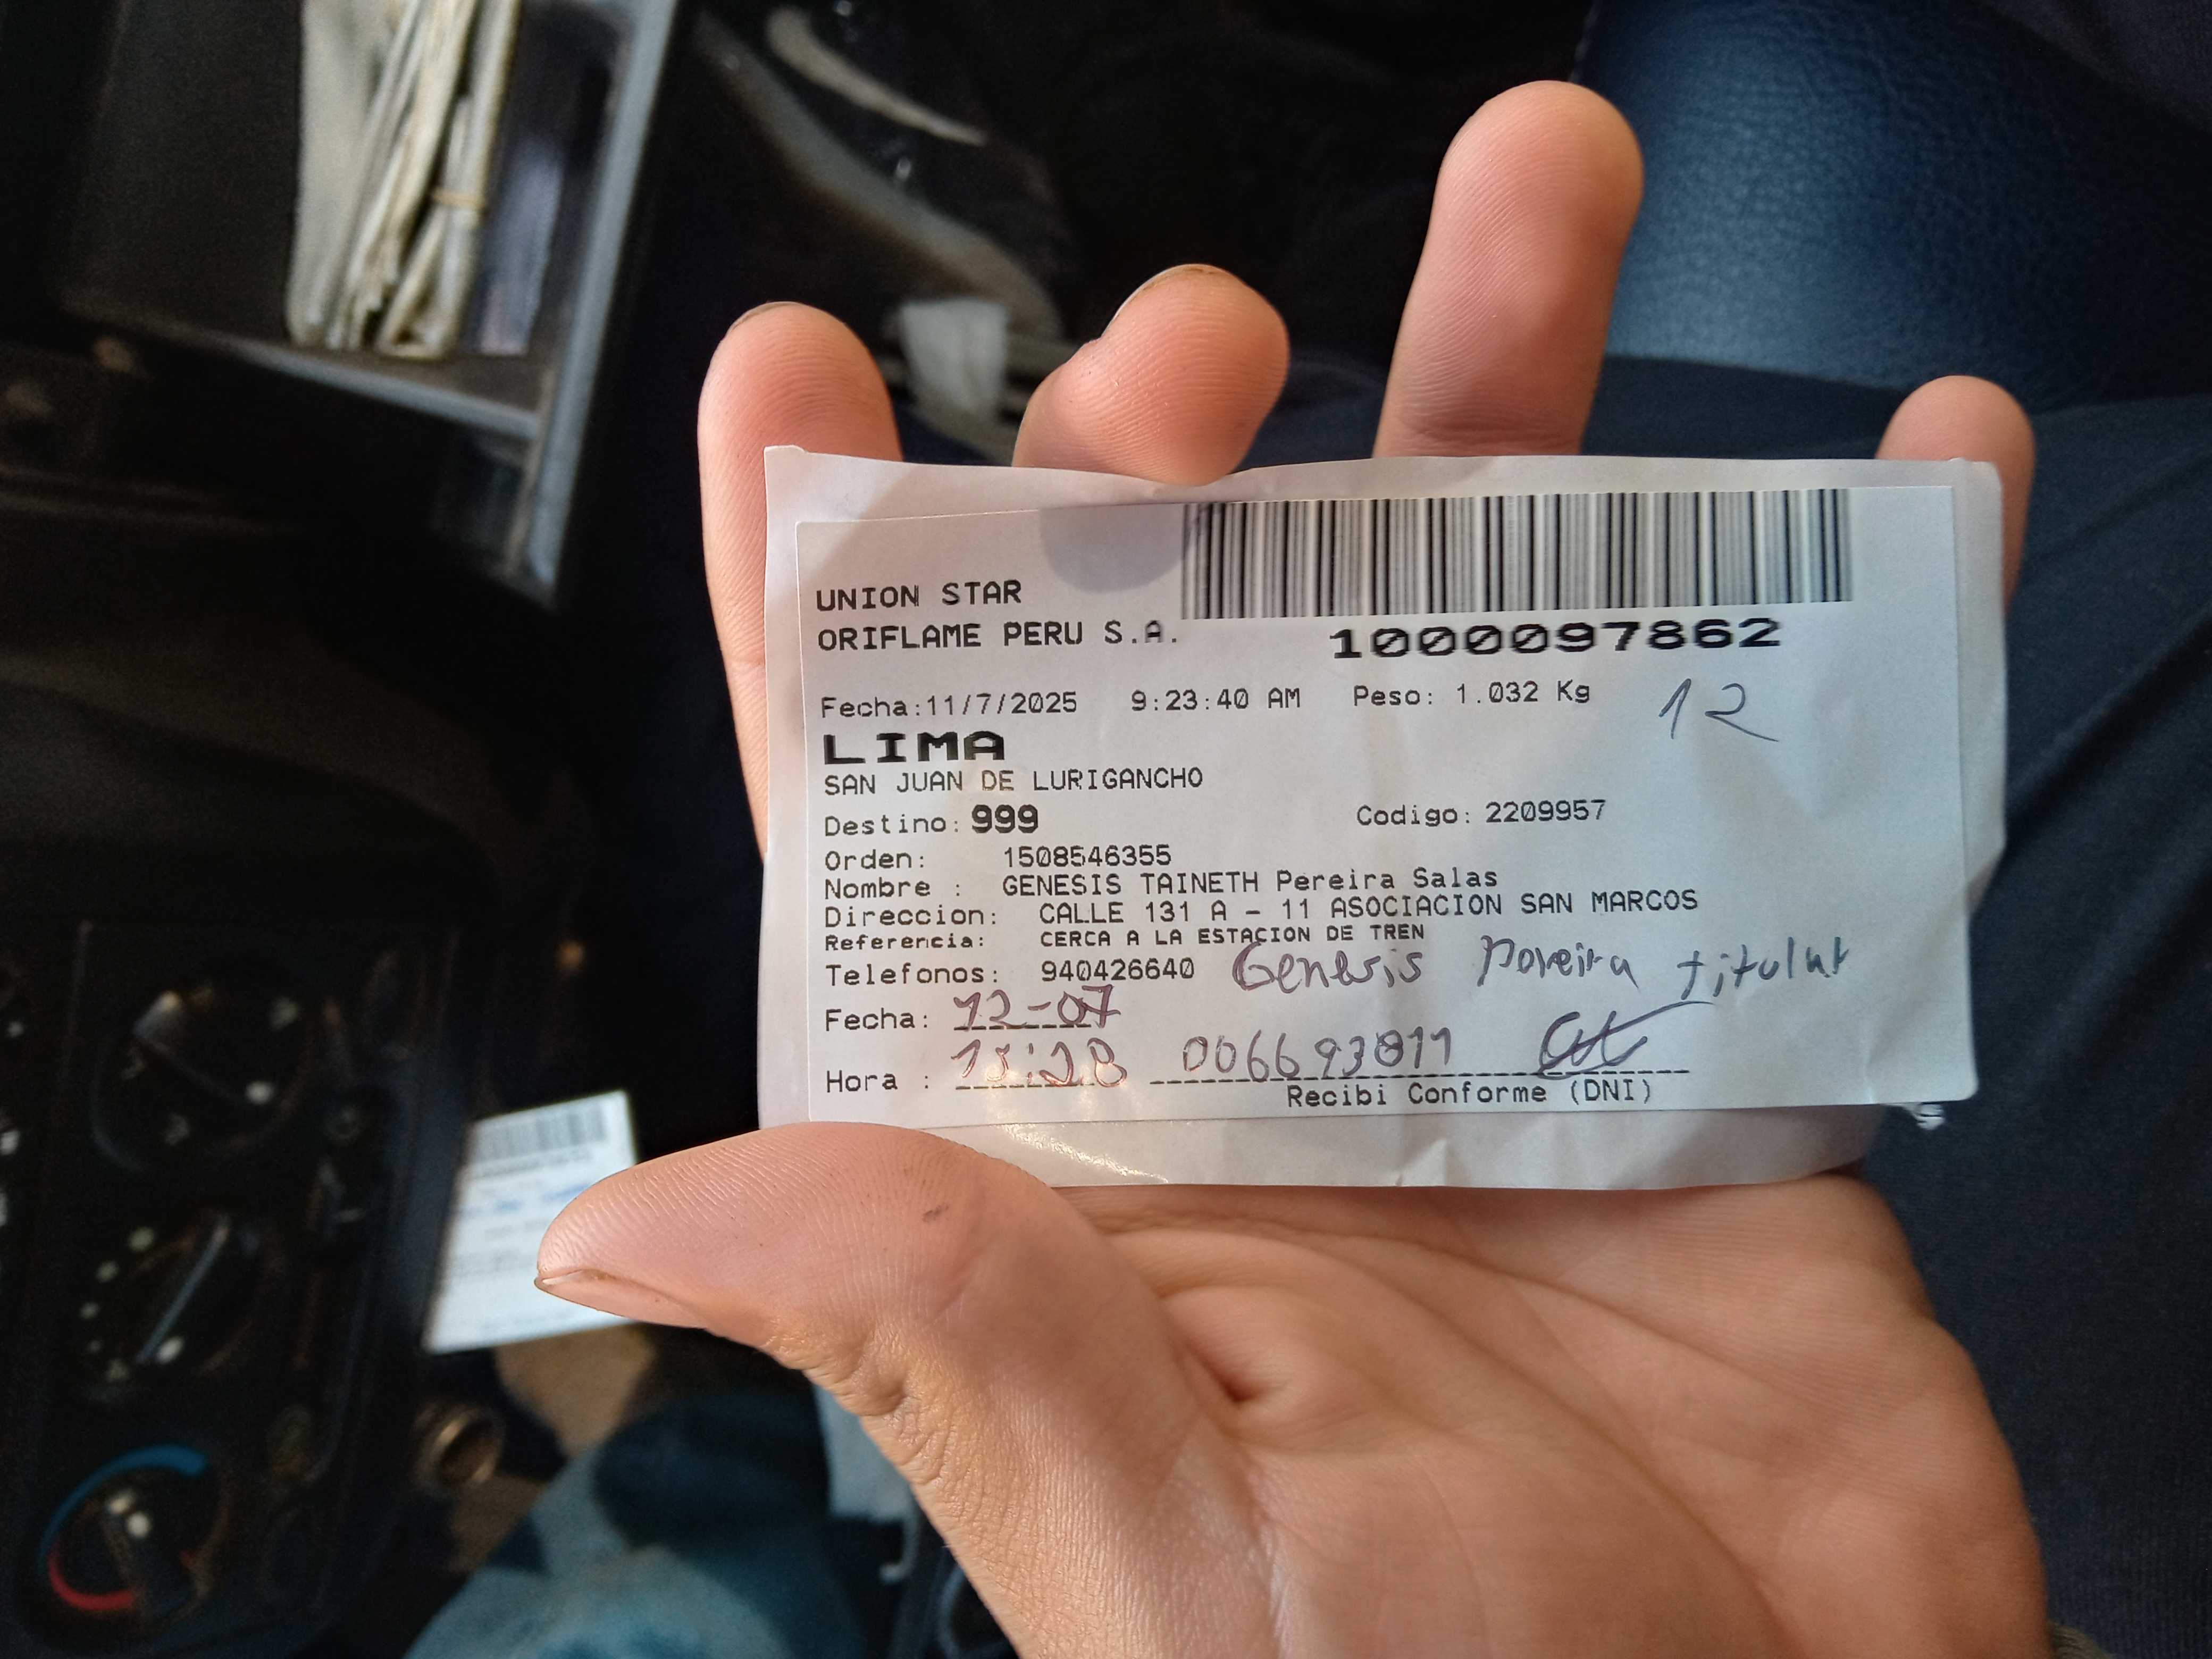 UNION STAR
ORIFLAME PERU S.A.
1000097862
Fecha:11/7/2025 9:23:40 AM Peso: 1.032 Kg 12
LIMA
SAN JUAN DE LURIGANCHO
Destino: 999 Codigo: 2209957
Orden: 1508546355
Nombre : GENESIS TAINETH Pereira Salas
Direccion: CALLE 131 A - 11 ASOCIACION SAN MARCOS
Referencia: CERCA A LA ESTACION DE TREN
Telefonos: 940426640 Genesis Pereira titular
Fecha: 12-07
Hora : 006693811
Recibi Conforme (DNI)